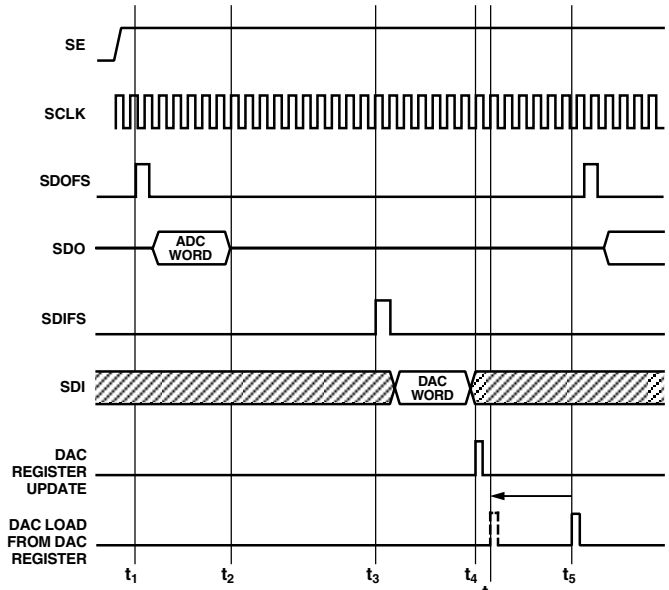 SE
SCLK
SDOFS
SDO
ADC
WORD
SDIFS
SDI
DAC
WORD
DAC
REGISTER
UPDATE
DAC LOAD
FROM DAC
REGISTER
t1
t2
t3
t4
t5